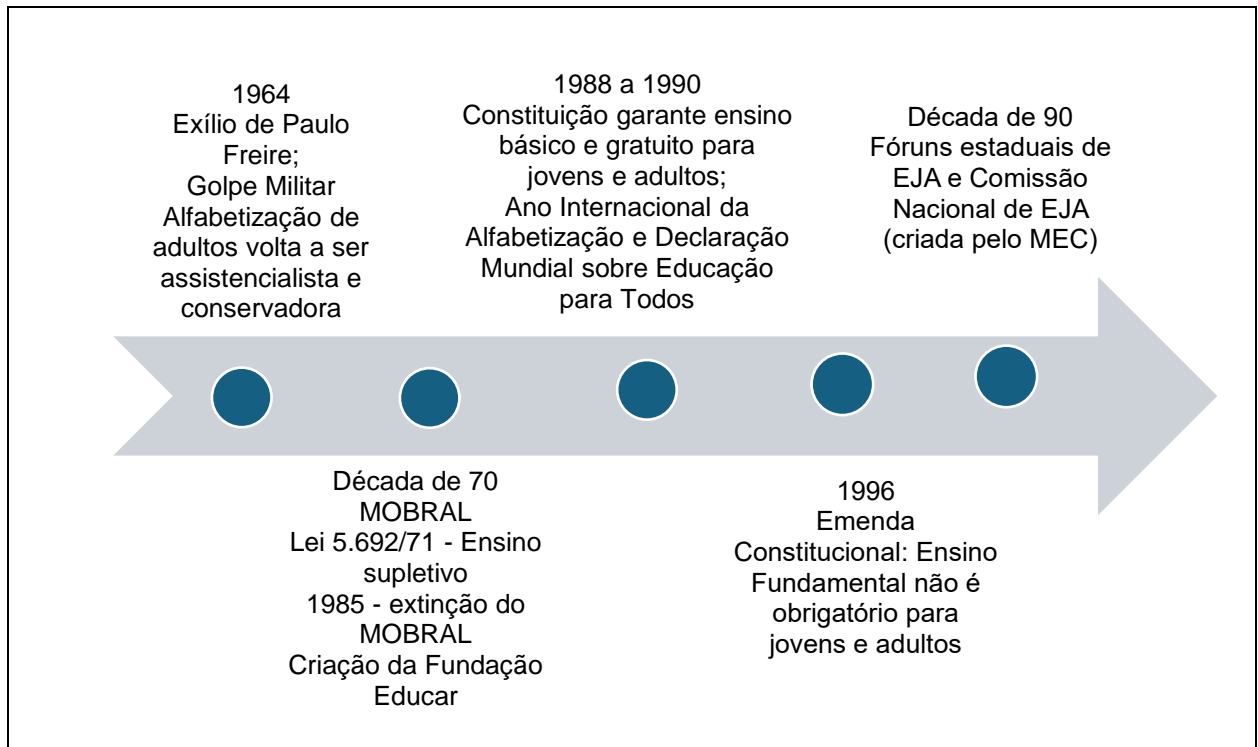 1964
Exílio de Paulo
Freire;
Golpe Militar
Alfabetização de
adultos volta a ser
assistencialista e
conservadora
Década de 70
MOBRAL
Lei 5.692/71 - Ensino
supletivo
1985 - extinção do
MOBRAL
Criação da Fundação
Educar
1988 a 1990
Constituição garante ensino
básico e gratuito para
jovens e adultos;
Ano Internacional da
Alfabetização e Declaração
Mundial sobre Educação
para Todos
1996
Emenda
Constitucional: Ensino
Fundamental não é
obrigatório para
jovens e adultos
Década de 90
Fóruns estaduais de
EJA e Comissão
Nacional de EJA
(criada pelo MEC)